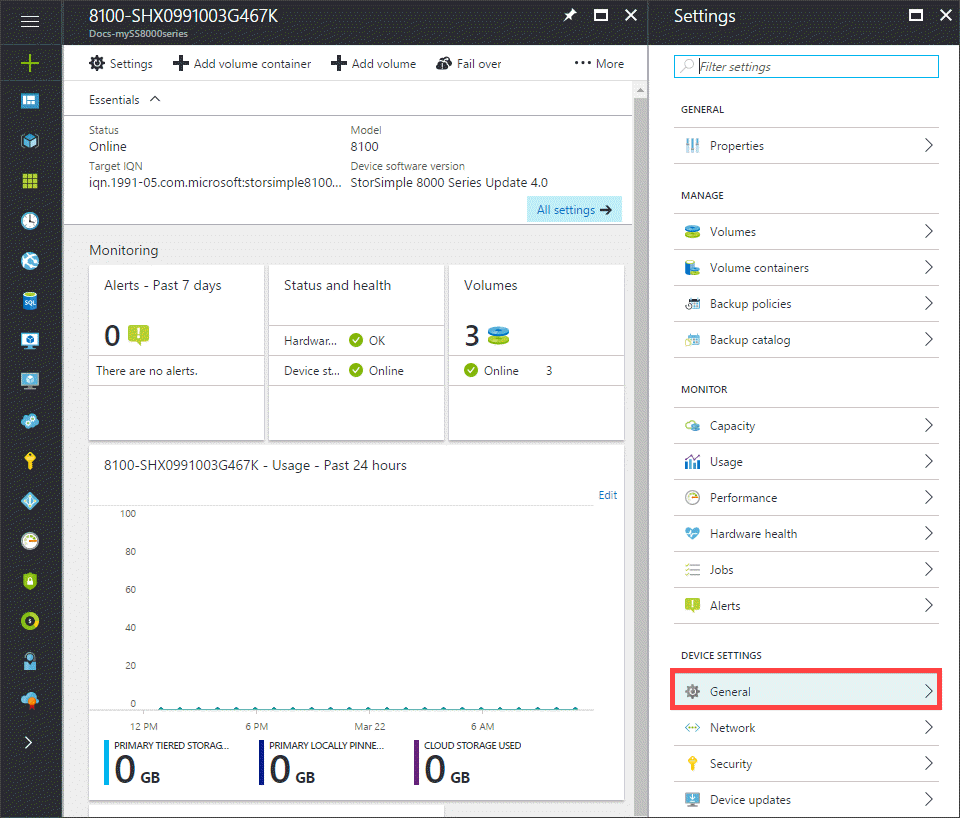 8100-SHX0991003G467K
Docs-mySS8000series
Settings
Add volume container
Add volume
Fail over
More
Essentials
Status
Online
Model
8100
Target IQN
iqn.1991-05.com.microsoft:storsimple8100...
Device software version
StorSimple 8000 Series Update 4.0
All settings
Monitoring
Alerts - Past 7 days
0
There are no alerts.
Status and health
Hardwar... OK
Device st... Online
Volumes
3
Online 3
8100-SHX0991003G467K - Usage - Past 24 hours
Edit
100
80
60
40
20
0
12 PM 6 PM Mar 22 6 AM
PRIMARY TIERED STORAG...
0 GB
PRIMARY LOCALLY PINNE...
0 GB
CLOUD STORAGE USED
0 GB
Settings
Filter settings
GENERAL
Properties
MANAGE
Volumes
Volume containers
Backup policies
Backup catalog
MONITOR
Capacity
Usage
Performance
Hardware health
Jobs
Alerts
DEVICE SETTINGS
General
Network
Security
Device updates
SQL